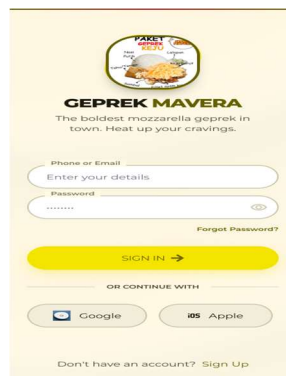 PAKET
GEPREK
KEJU
GEPREK MAVERA
The boldest mozzarella geprek in
town. Heat up your cravings.
Phone or Email
Enter your details
Password
········
Forgot Password?
SIGN IN →
OR CONTINUE WITH
Google
iOS Apple
Don't have an account? Sign Up